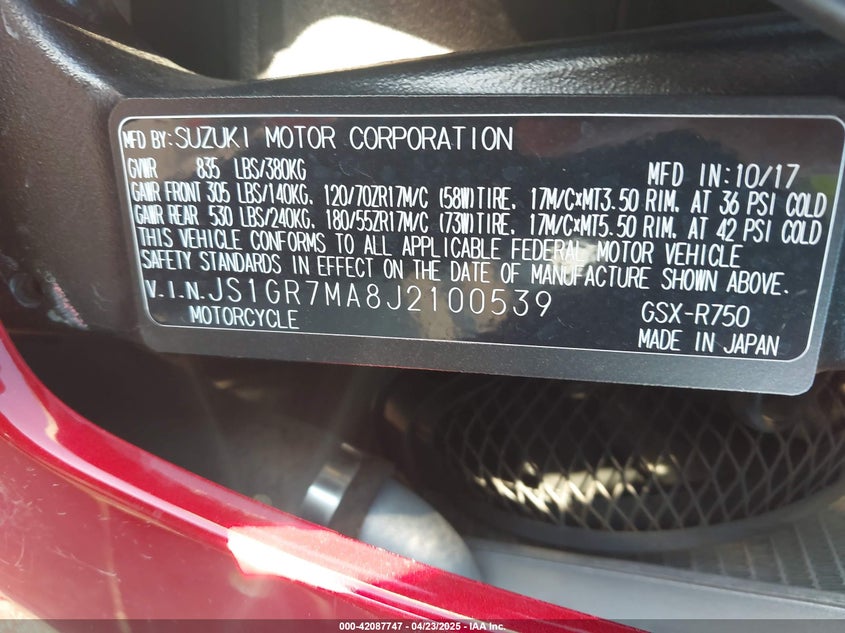 MFD BY: SUZUKI MOTOR CORPORATION
GVWR 835 LBS/380KG MFD IN: 10/17
GAWR FRONT 305 LBS/140KG. 120/70ZR17M/C (58W)TIRE. 17M/C×MT3.50 RIM. AT 36 PSI COLD
GAWR REAR 530 LBS/240KG. 180/55ZR17M/C (73W)TIRE. 17M/C×MT5.50 RIM. AT 42 PSI COLD
THIS VEHICLE CONFORMS TO ALL APPLICABLE FEDERAL MOTOR VEHICLE
SAFETY STANDARDS IN EFFECT ON THE DATE OF MANUFACTURE SHOWN ABOVE.
V.I.N. JS1GR7MA8J2100539 GSX-R750
MOTORCYCLE MADE IN JAPAN
000-42087747 - 04/23/2025 - IAA Inc.